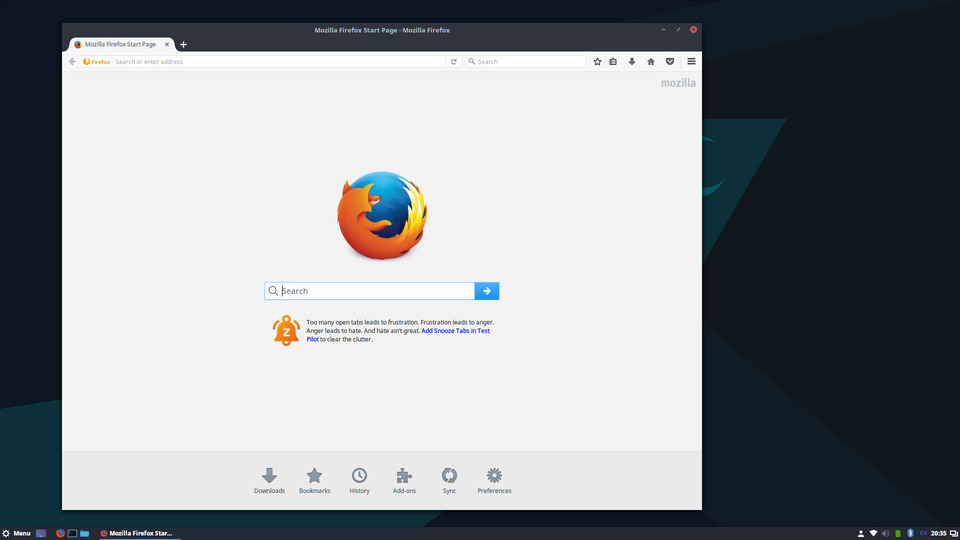 Mozilla Firefox Start Page - Mozilla Firefox
Mozilla Firefox Start Page
Firefox Search or enter address
Search
mozilla
Search
Too many open tabs leads to frustration. Frustration leads to anger.
Anger leads to hate. And hate ain't great. Add Snooze Tabs in Test
Pilot to clear the clutter.
Downloads Bookmarks History Add-ons Sync Preferences
Menu Mozilla Firefox Star... 20:35